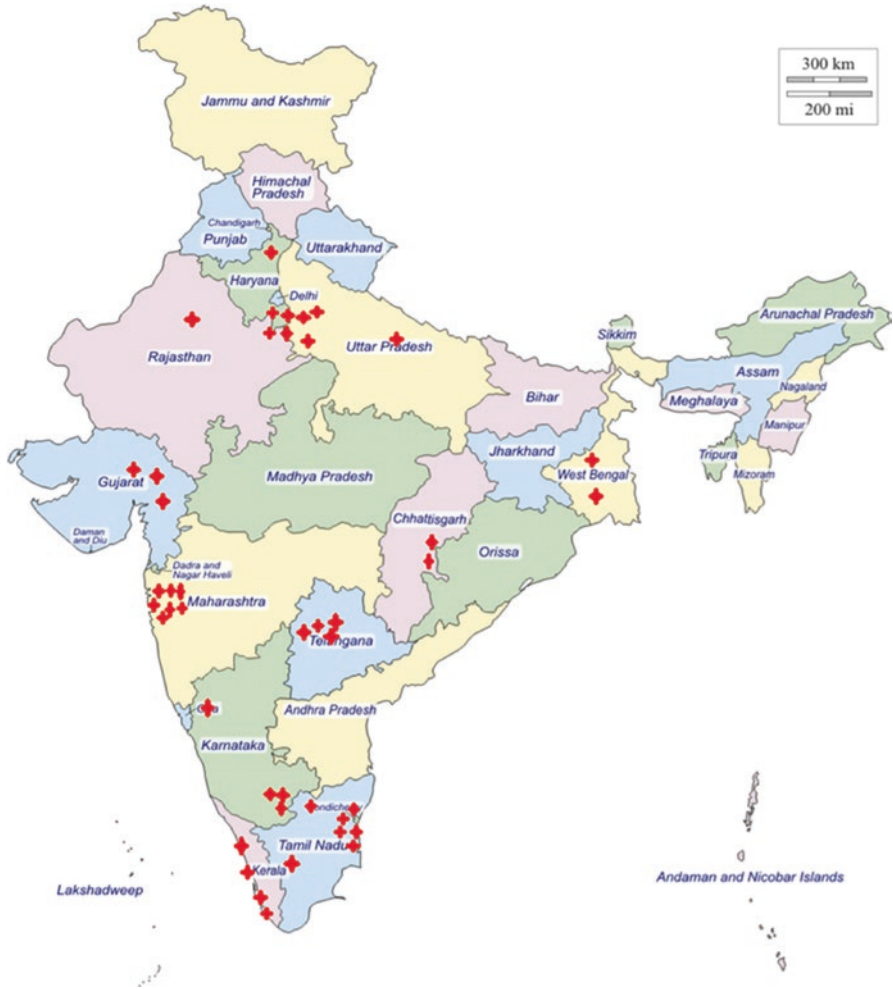 300 km
200 mi
Jammu and Kashmir
Himachal
Pradesh
Chandigarh
Punjab
Uttarakhand
Haryana
Delhi
Arunachal Pradesh
Sikkim
Rajasthan
Uttar Pradesh
Assam
Nagaland
Meghalaya
Bihar
Manipur
Jharkhand
Tripura
Gujarat
Madhya Pradesh
West Bengal
Mizoram
Chhattisgarh
Daman
and Diu
Orissa
Dadra and
Nagar Haveli
Maharashtra
Telangana
Andhra Pradesh
Karnataka
Tamil Nadu
Kerala
Lakshadweep
Andaman and Nicobar Islands